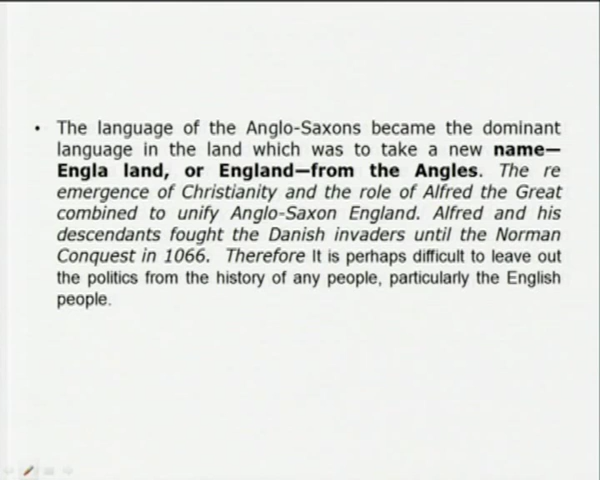 • The language of the Anglo-Saxons became the dominant
language in the land which was to take a new name—
Engla land, or England—from the Angles. The re
emergence of Christianity and the role of Alfred the Great
combined to unify Anglo-Saxon England. Alfred and his
descendants fought the Danish invaders until the Norman
Conquest in 1066. Therefore It is perhaps difficult to leave out
the politics from the history of any people, particularly the English
people.